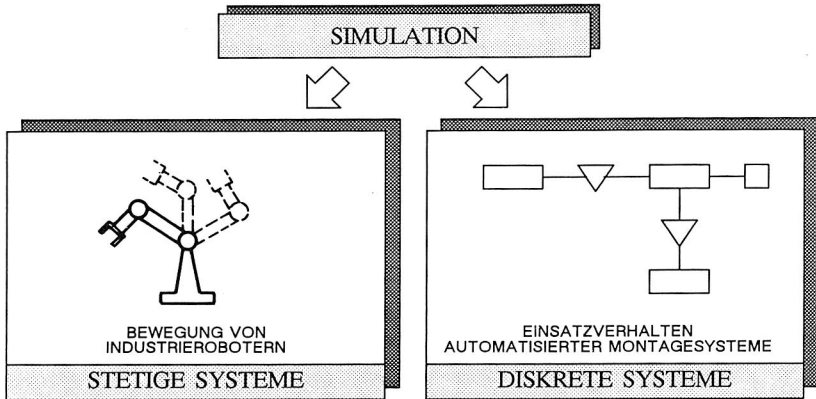 SIMULATION
BEWEGUNG VON
INDUSTRIEROBOTERN
STETIGE SYSTEME
EINSATZVERHALTEN
AUTOMATISIERTER MONTAGESYSTEME
DISKRETE SYSTEME